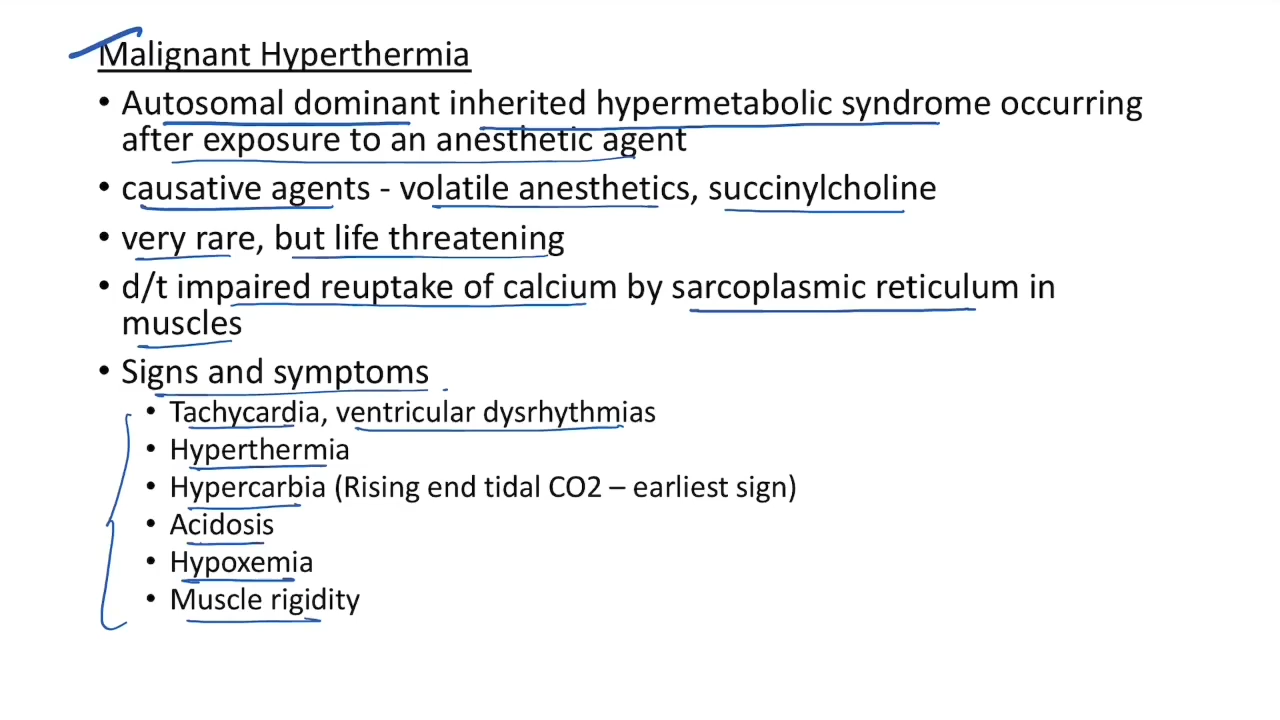 Malignant Hyperthermia
• Autosomal dominant inherited hypermetabolic syndrome occurring
after exposure to an anesthetic agent
• causative agents - volatile anesthetics, succinylcholine
• very rare, but life threatening
• d/t impaired reuptake of calcium by sarcoplasmic reticulum in
muscles
• Signs and symptoms
• Tachycardia, ventricular dysrhythmias
• Hyperthermia
• Hypercarbia (Rising end tidal CO2 – earliest sign)
• Acidosis
• Hypoxemia
• Muscle rigidity